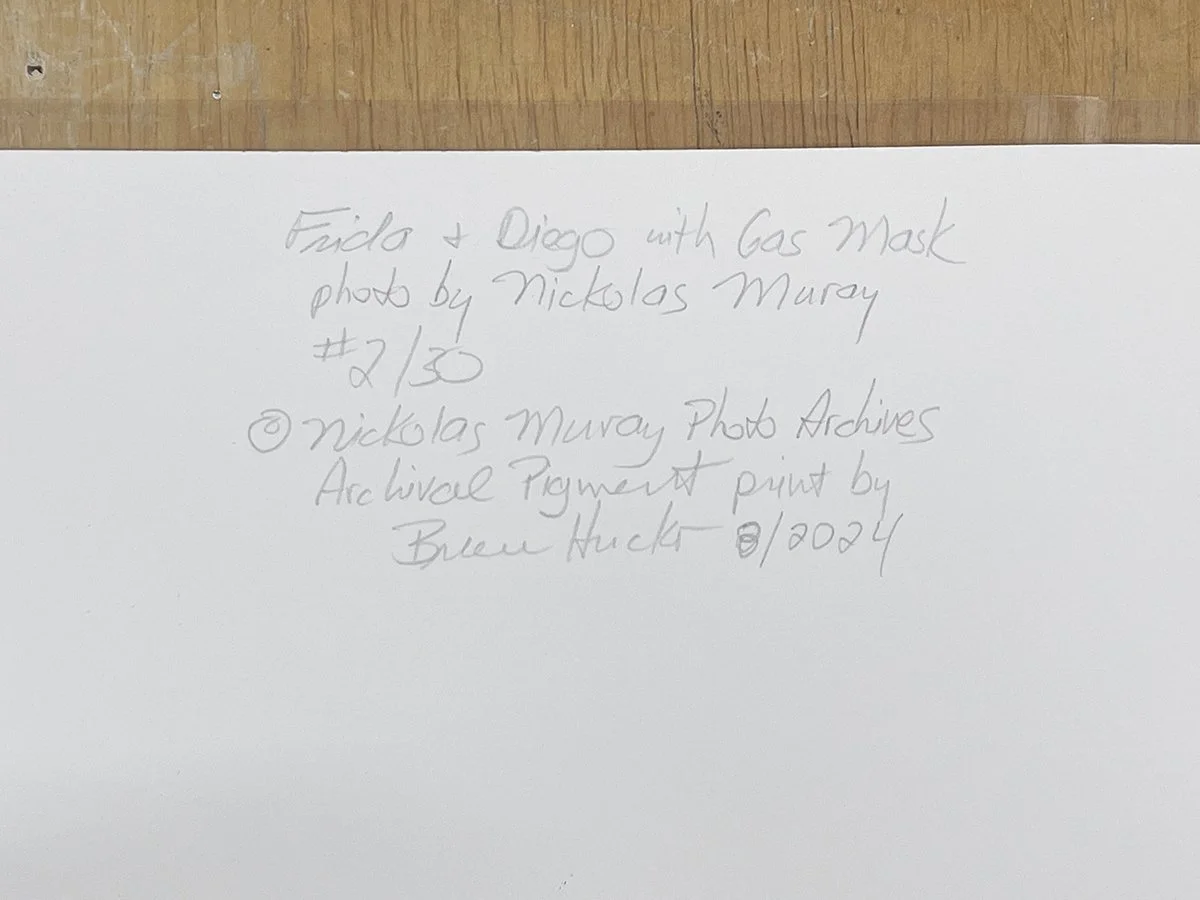 Frida + Diego with Gas Mask
photo by Nickolas Muray
#2/30
© Nickolas Muray Photo Archives
Archival Pigment print by
8/2024